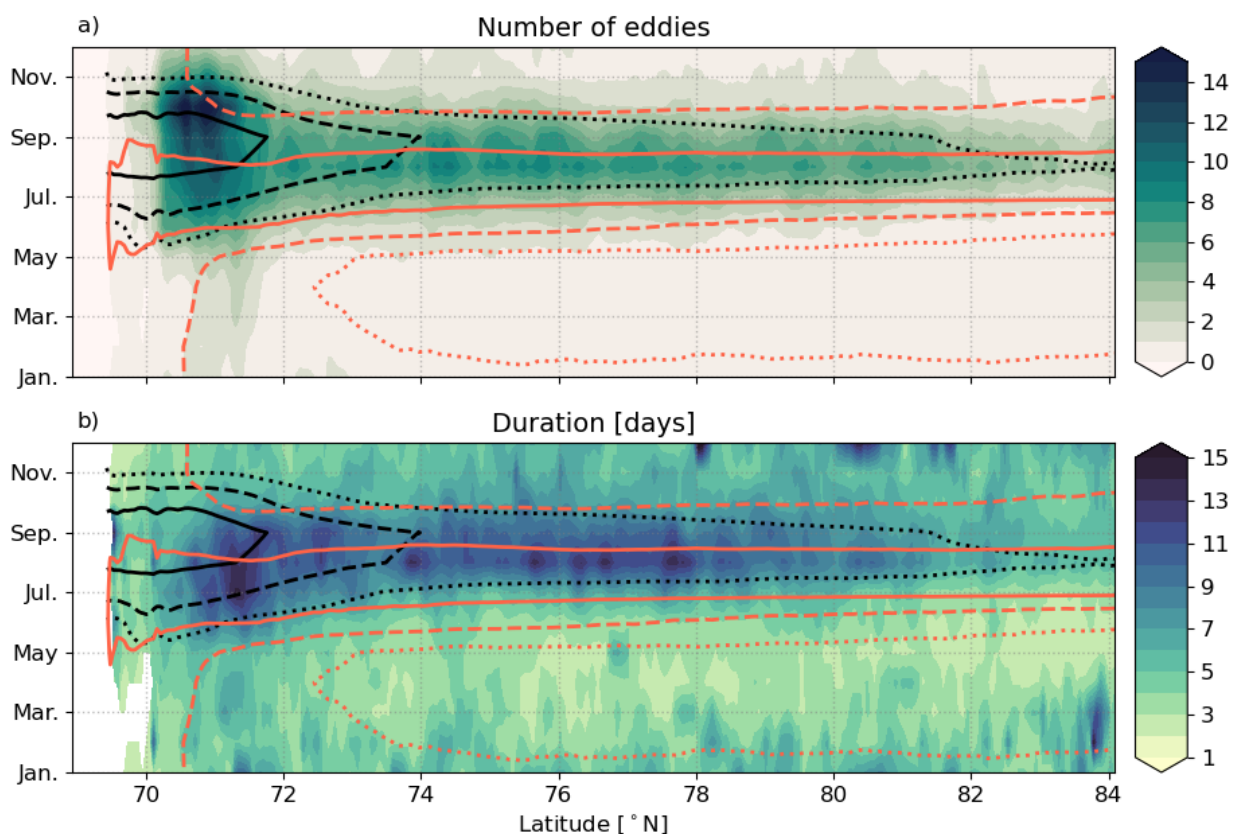 a) Number of eddies
Nov.
Sep.
Jul.
May
Mar.
Jan.
14
12
10
8
6
4
2
0
b) Duration [days]
Nov.
Sep.
Jul.
May
Mar.
Jan.
15
13
11
9
7
5
3
1
70 72 74 76 78 80 82 84
Latitude [°N]